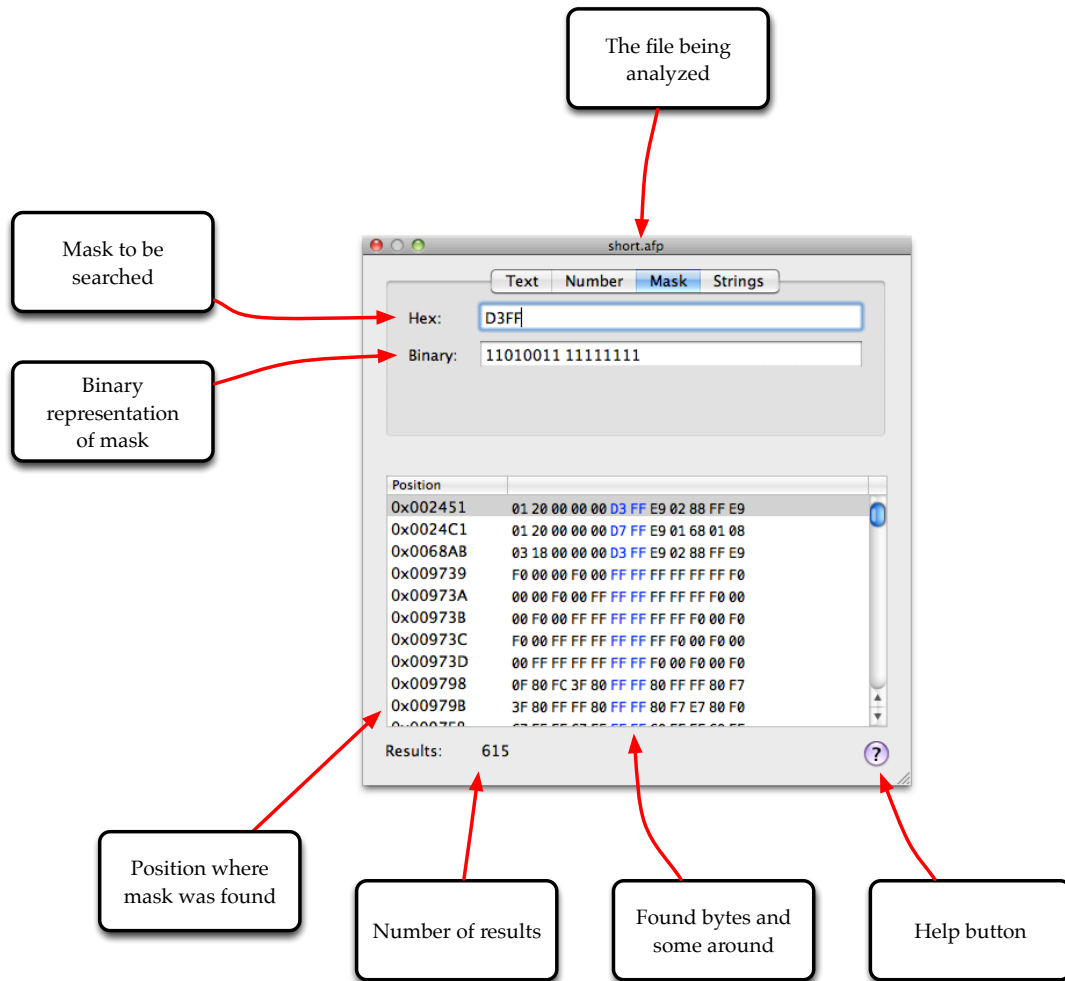 The file being
analyzed
Mask to be
searched
short.afp
Text Number Mask Strings
Hex: D3FF
Binary: 11010011 11111111
Binary
representation
of mask
Position
0x002451 01 20 00 00 00 D3 FF E9 02 88 FF E9
0x0024C1 01 20 00 00 00 D7 FF E9 01 68 01 08
0x0068AB 03 18 00 00 00 D3 FF E9 02 88 FF E9
0x009739 F0 00 00 F0 00 FF FF FF FF FF FF F0
0x00973A 00 00 F0 00 FF FF FF FF FF FF F0 00
0x00973B 00 F0 00 FF FF FF FF FF FF F0 00 F0
0x00973C F0 00 FF FF FF FF FF FF F0 00 F0 00
0x00973D 00 FF FF FF FF FF FF F0 00 F0 00 F0
0x009798 0F 80 FC 3F 80 FF FF 80 FF FF 80 F7
0x00979B 3F 80 FF FF 80 FF FF 80 F7 E7 80 F0
Results: 615
?
Position where
mask was found
Number of results
Found bytes and
some around
Help button